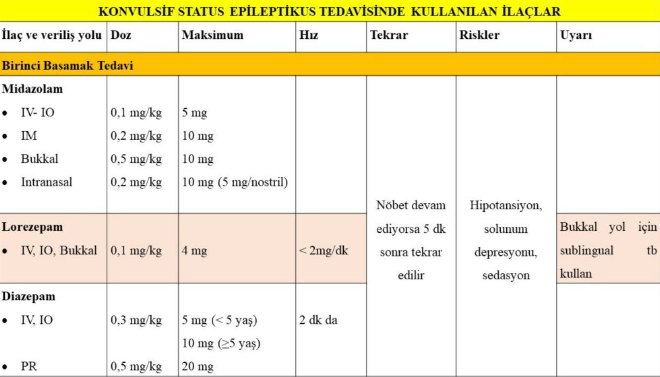 KONVULSİF STATUS EPİLEPTİKUS TEDAVİSİNDE KULLANILAN İLAÇLAR
İlaç ve veriliş yolu Doz Maksimum Hız Tekrar Riskler Uyarı
Birinci Basamak Tedavi
Midazolam
• IV- IO 0,1 mg/kg 5 mg
• IM 0,2 mg/kg 10 mg
• Bukkal 0,5 mg/kg 10 mg
• Intranasal 0,2 mg/kg 10 mg (5 mg/nostril)
Lorezepam
• IV, IO, Bukkal 0,1 mg/kg 4 mg < 2mg/dk
Diazepam
• IV, IO 0,3 mg/kg 5 mg (< 5 yaş) 2 dk da
10 mg (≥5 yaş)
• PR 0,5 mg/kg 20 mg
Nöbet devam
ediyorsa 5 dk
sonra tekrar
edilir
Hipotansiyon,
solunum
depresyonu,
sedasyon
Bukkal yol için
sublingual tb
kullan